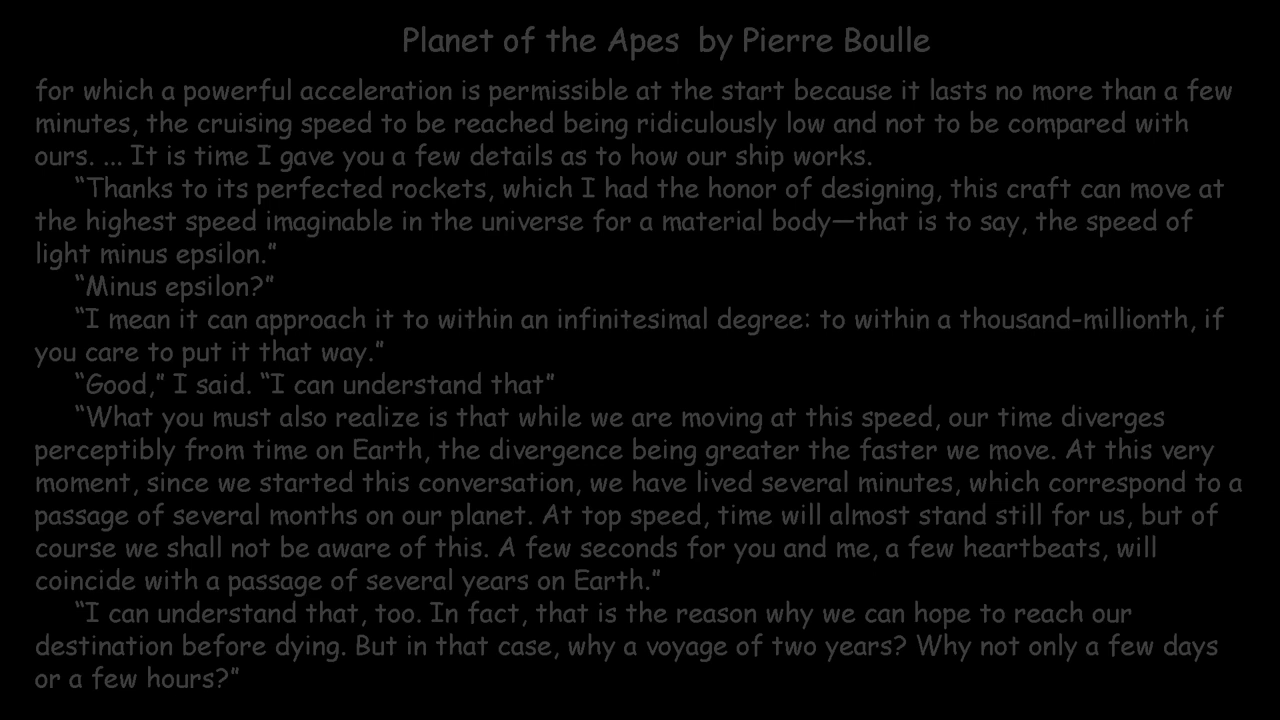 Planet of the Apes by Pierre Boulle
for which a powerful acceleration is permissible at the start because it lasts no more than a few
minutes, the cruising speed to be reached being ridiculously low and not to be compared with
ours. ... It is time I gave you a few details as to how our ship works.
“Thanks to its perfected rockets, which I had the honor of designing, this craft can move at
the highest speed imaginable in the universe for a material body—that is to say, the speed of
light minus epsilon.”
“Minus epsilon?”
“I mean it can approach it to within an infinitesimal degree: to within a thousand-millionth, if
you care to put it that way.”
“Good,” I said. “I can understand that”
“What you must also realize is that while we are moving at this speed, our time diverges
perceptibly from time on Earth, the divergence being greater the faster we move. At this very
moment, since we started this conversation, we have lived several minutes, which correspond to a
passage of several months on our planet. At top speed, time will almost stand still for us, but of
course we shall not be aware of this. A few seconds for you and me, a few heartbeats, will
coincide with a passage of several years on Earth.”
“I can understand that, too. In fact, that is the reason why we can hope to reach our
destination before dying. But in that case, why a voyage of two years? Why not only a few days
or a few hours?”